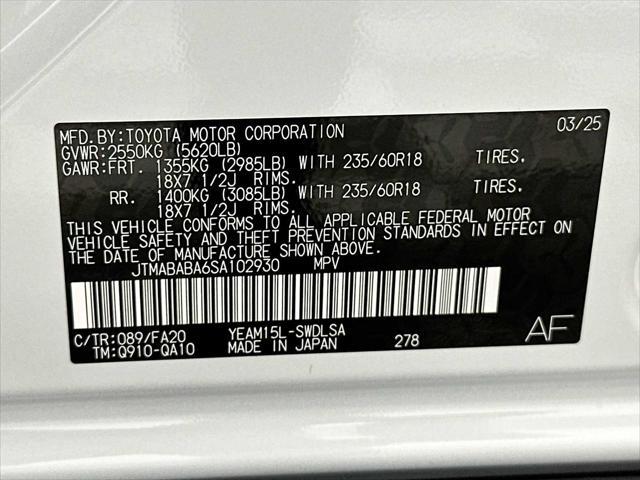 MFD.BY:TOYOTA MOTOR CORPORATION 03/25
GVWR:2550KG (5620LB)
GAWR:FRT. 1355KG (2985LB) WITH 235/60R18 TIRES.
18X7 1/2J RIMS.
RR. 1400KG (3085LB) WITH 235/60R18 TIRES.
18X7 1/2J RIMS.
THIS VEHICLE CONFORMS TO ALL APPLICABLE FEDERAL MOTOR
VEHICLE SAFETY AND THEFT PREVENTION STANDARDS IN EFFECT ON
THE DATE OF MANUFACTURE SHOWN ABOVE.
JTMABABA6SA102930 MPV
C/TR:089/FA20 YEAM15L-SWDLSA
TM:Q910-QA10 MADE IN JAPAN 278 AF